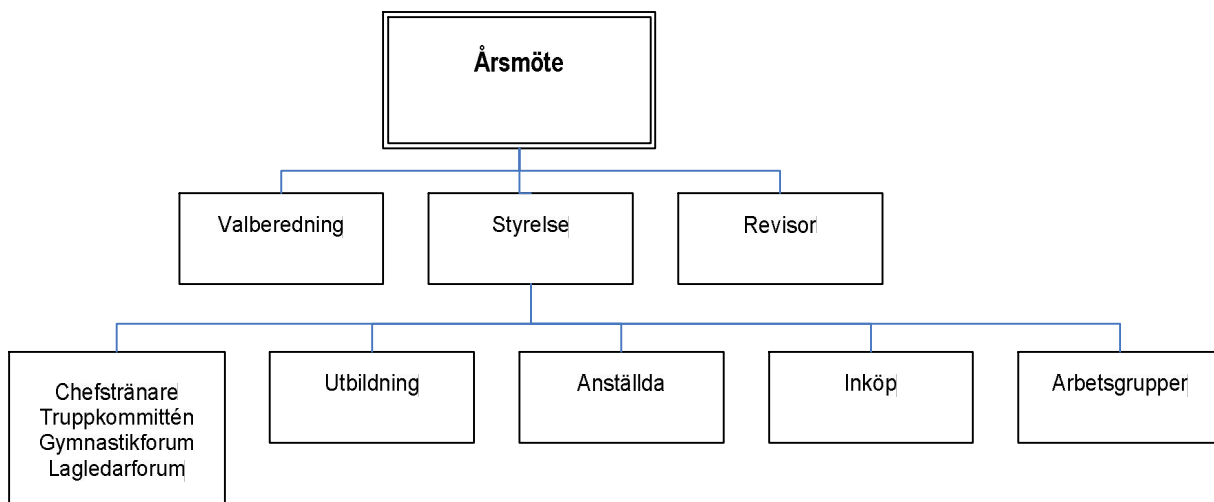 Årsmöte
Valberedning
Styrelse
Revisor
Chefstränare
Truppkommittén
Gymnastikforum
Lagledarforum
Utbildning
Anställda
Inköp
Arbetsgrupper